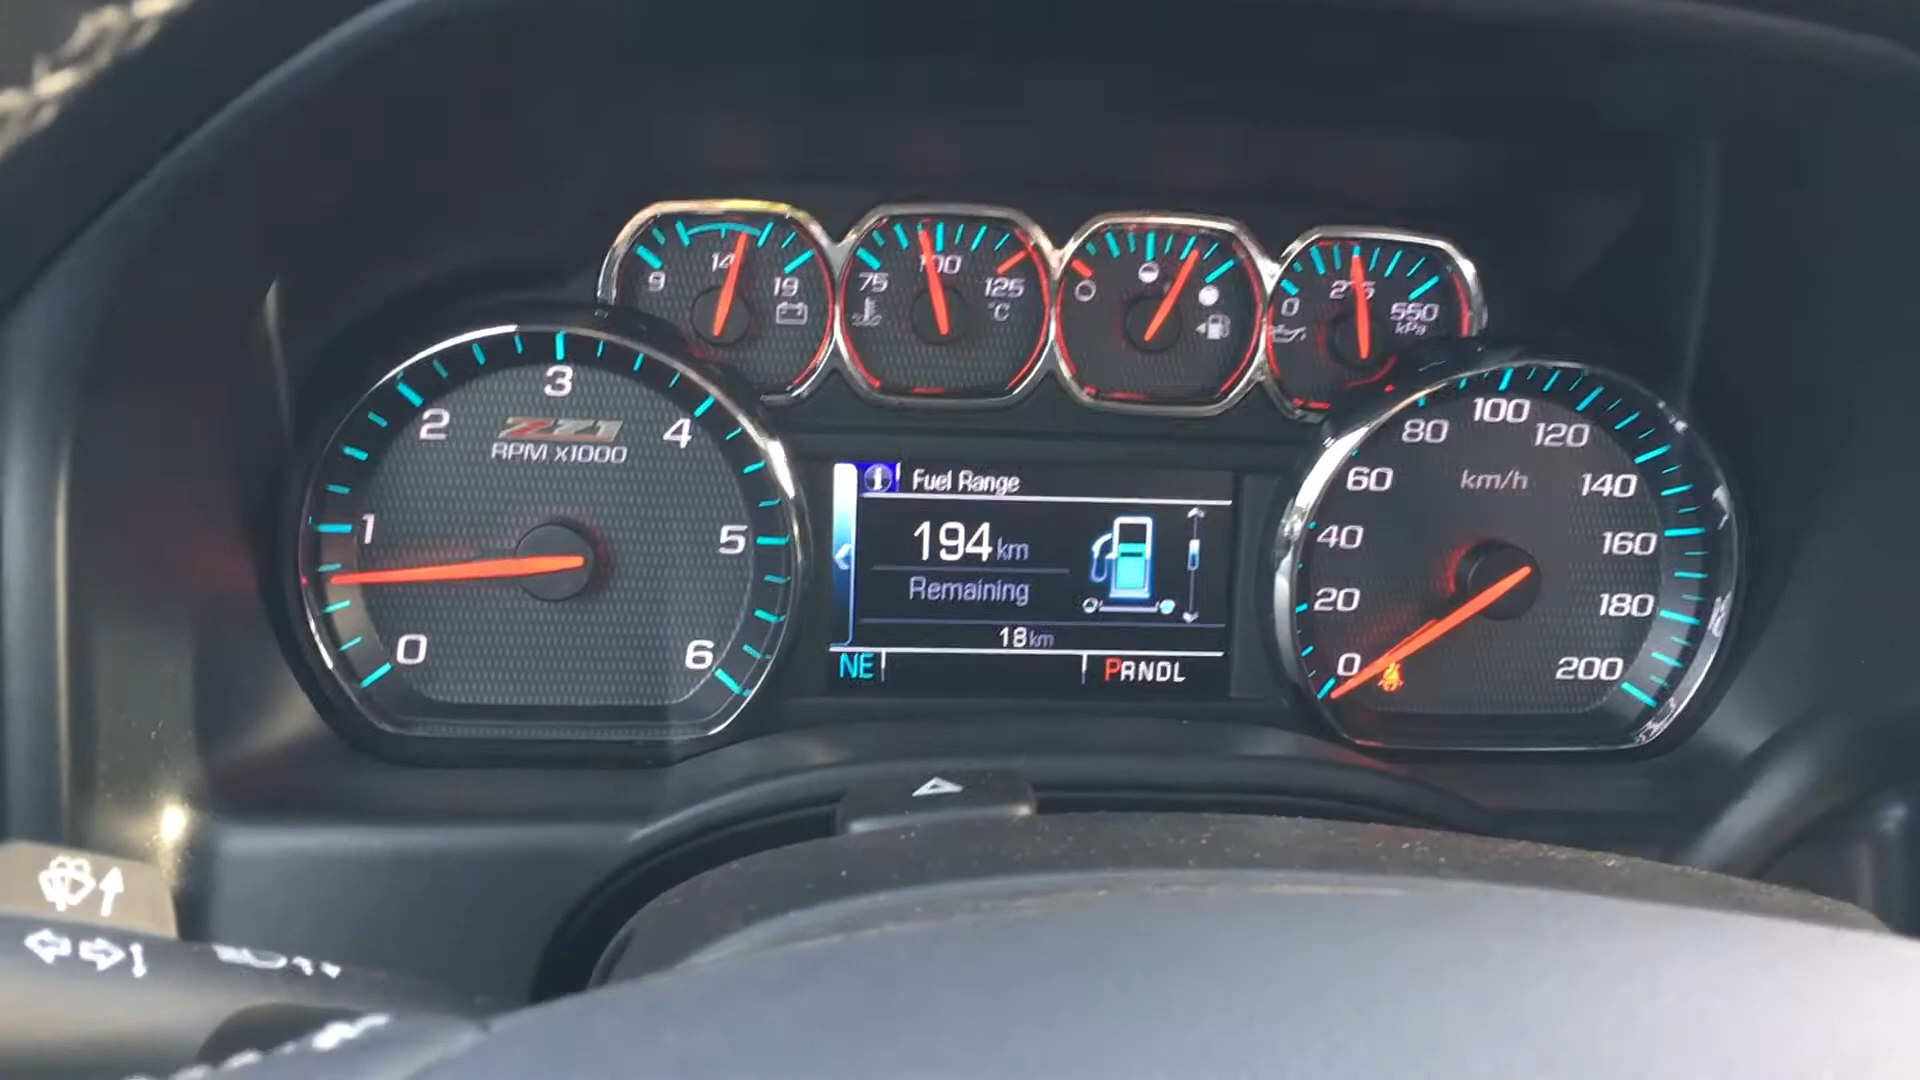 9 14 19
75 100 125
°C
0 275 550
kPa
0 1 2 3 4 5 6
Z71
RPM x1000
Fuel Range
194 km
Remaining
18 km
NE
PRNDL
0 20 40 60 80 100 120 140 160 180 200
km/h